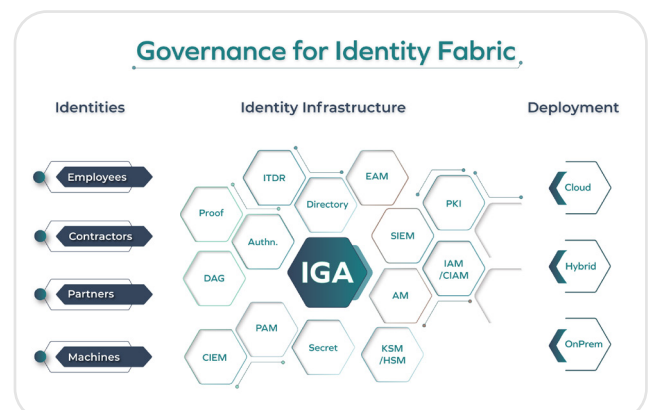 Governance for Identity Fabric
Identities
Identity Infrastructure
Deployment
Employees
Contractors
Partners
Machines
ITDR
EAM
Proof
Directory
PKI
Authn.
SIEM
DAG
IGA
IAM
/CIAM
AM
PAM
CIEM
Secret
KSM
/HSM
Cloud
Hybrid
OnPrem